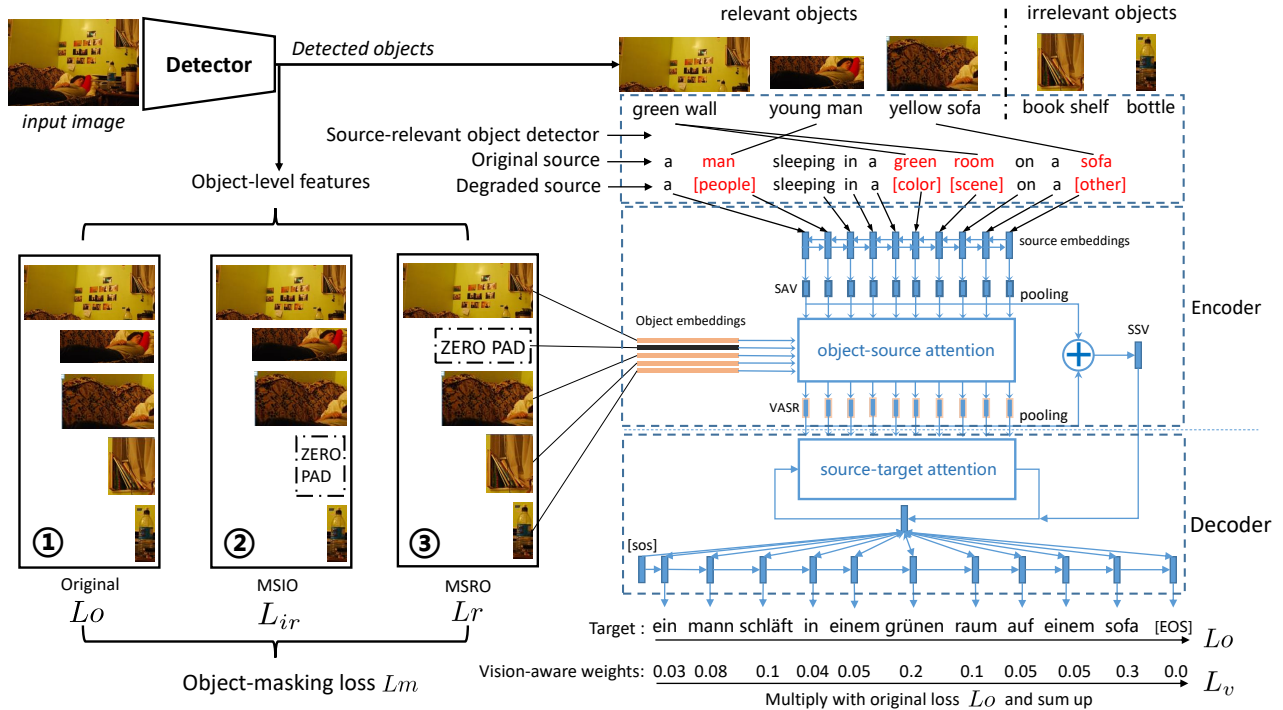 relevant objects
irrelevant objects
Detector
Detected objects
input image
green wall young man yellow sofa book shelf bottle
Source-relevant object detector
Original source a man sleeping in a green room on a sofa
Degraded source a [people] sleeping in a [color] [scene] on a [other]
Object-level features
source embeddings
SAV
pooling
Encoder
Object embeddings
object-source attention
SSV
ZERO PAD
VASR
pooling
ZERO
PAD
source-target attention
Decoder
① ② ③
[sos]
Original MSIO MSRO
Lo L_{ir} Lr
Target : ein mann schläft in einem grünen raum auf einem sofa [EOS] Lo
Vision-aware weights: 0.03 0.08 0.1 0.04 0.05 0.2 0.1 0.05 0.05 0.3 0.0 L_v
Object-masking loss Lm
Multiply with original loss Lo and sum up